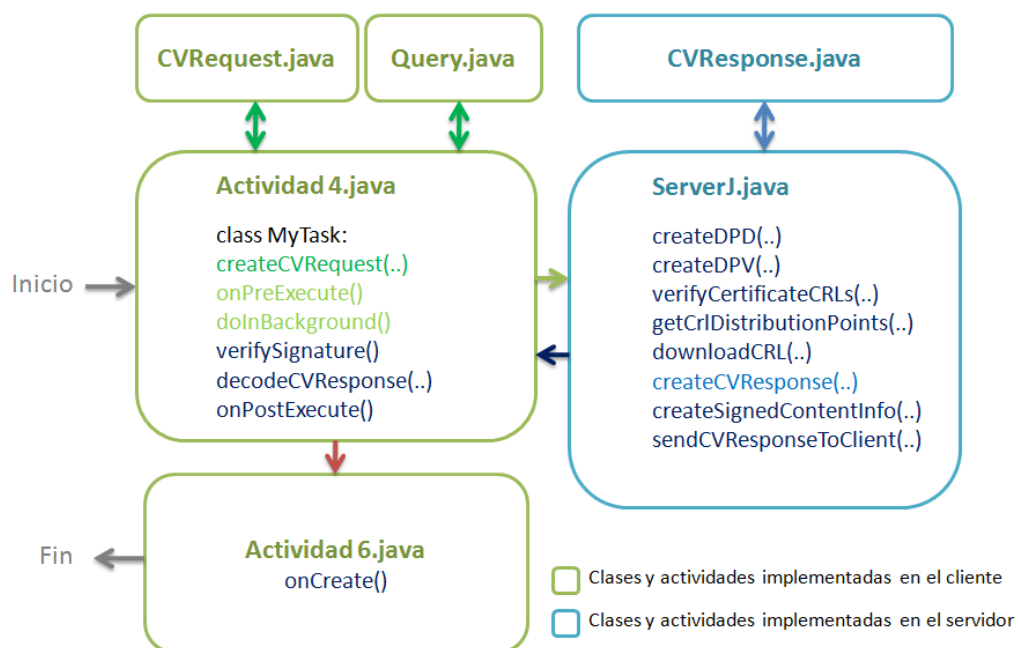 CVRequest.java
Query.java
CVResponse.java
Inicio
Actividad 4.java
class MyTask:
createCVRequest(..)
onPreExecute()
doInBackground()
verifySignature()
decodeCVResponse(..)
onPostExecute()
ServerJ.java
createDPD(..)
createDPV(..)
verifyCertificateCRLs(..)
getCrlDistributionPoints(..)
downloadCRL(..)
createCVResponse(..)
createSignedContentInfo(..)
sendCVResponseToClient(..)
Fin
Actividad 6.java
onCreate()
Clases y actividades implementadas en el cliente
Clases y actividades implementadas en el servidor